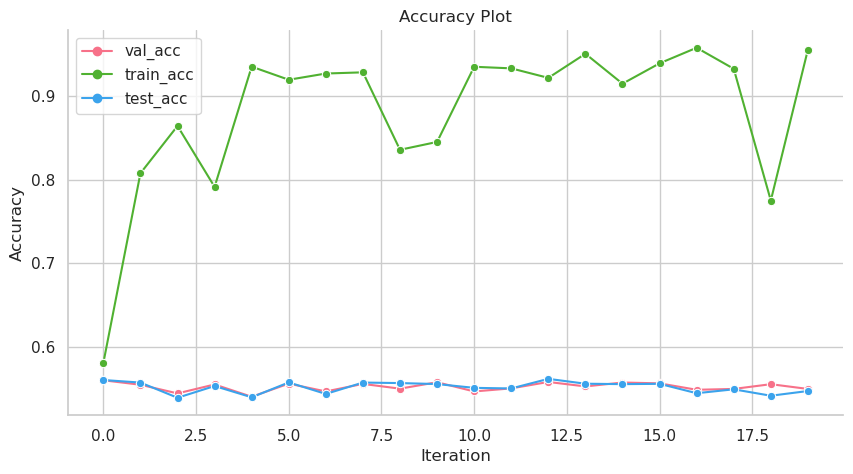 Accuracy Plot
val_acc
train_acc
test_acc
0.9
0.8
0.7
0.6
Accuracy
0.0 2.5 5.0 7.5 10.0 12.5 15.0 17.5
Iteration